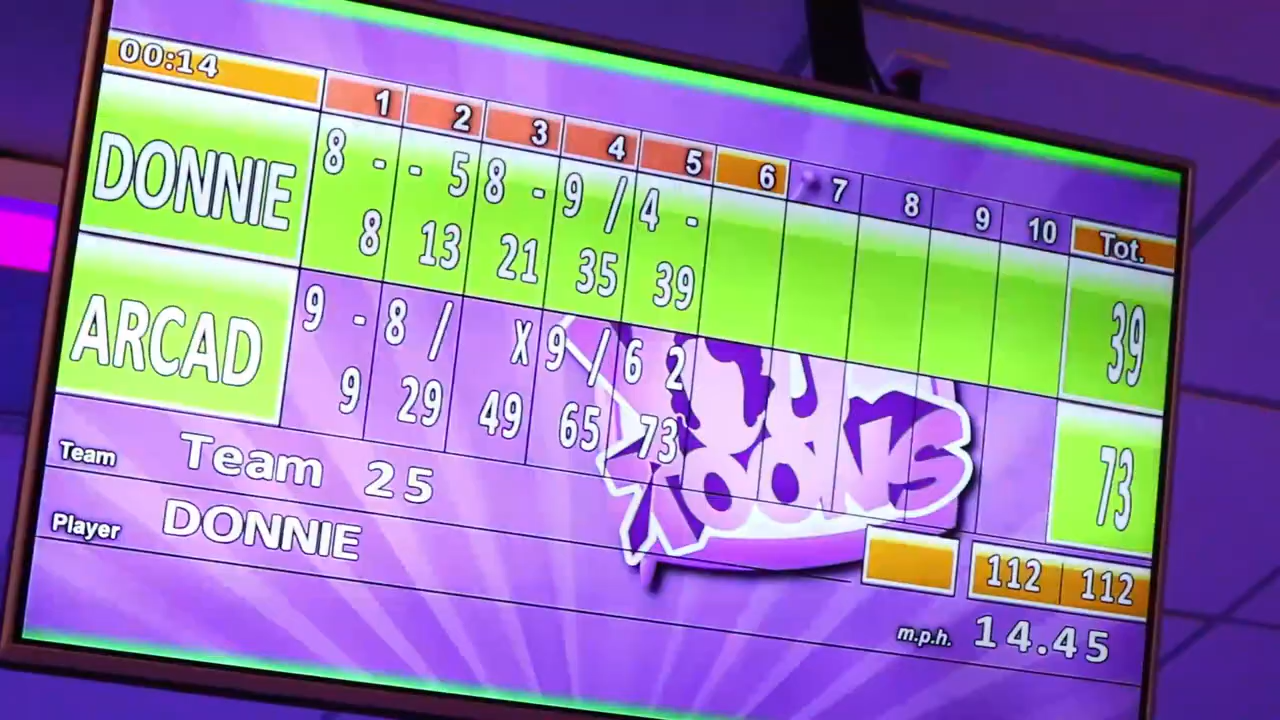 00:14 1 2 3 4 5 6 7 8 9 10 Tot.
DONNIE 8 - - 5 8 - 9 / 4 -
8 13 21 35 39 39
ARCAD 9 - 8 / X 9 / 6 2
9 29 49 65 73 73
Team Team 25
Player DONNIE
TOONS
112 112
m.p.h. 14.45